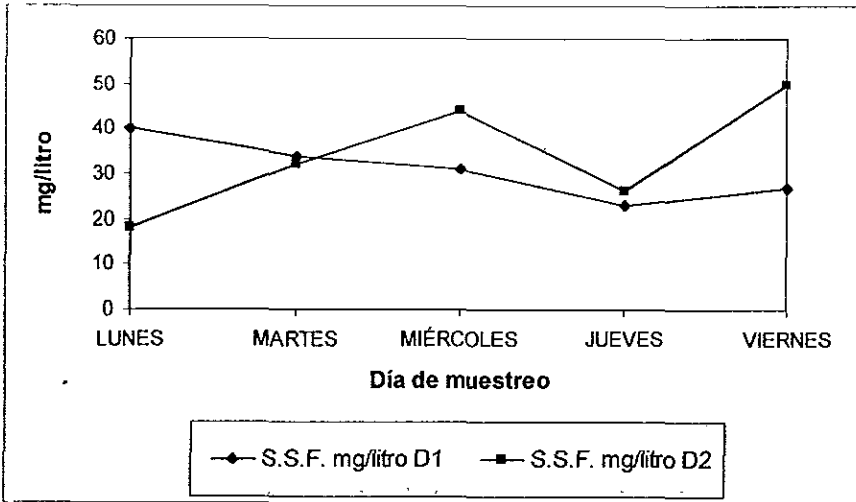 60
50
40
30
20
10
0
mg/litro
LUNES MARTES MIÉRCOLES JUEVES VIERNES
Día de muestreo
S.S.F. mg/litro D1 S.S.F. mg/litro D2